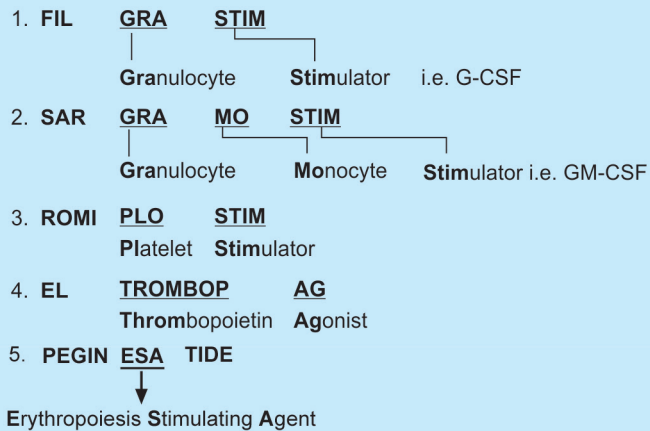 1. FIL GRA STIM
Granulocyte Stimulator i.e. G-CSF
2. SAR GRA MO STIM
Granulocyte Monocyte Stimulator i.e. GM-CSF
3. ROMI PLO STIM
Platelet Stimulator
4. EL TROMBOP AG
Thrombopoietin Agonist
5. PEGIN ESA TIDE
Erythropoiesis Stimulating Agent